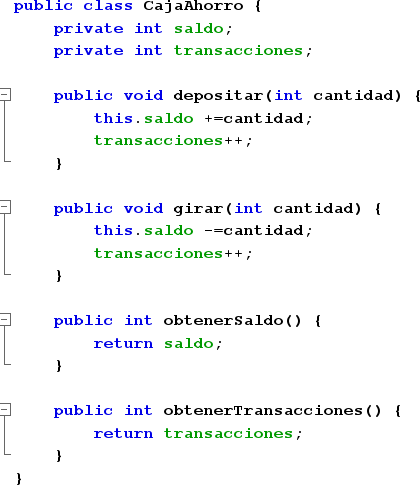 public class CajaAhorro {
    private int saldo;
    private int transacciones;

    public void depositar(int cantidad) {
        this.saldo +=cantidad;
        transacciones++;
    }

    public void girar(int cantidad) {
        this.saldo -=cantidad;
        transacciones++;
    }

    public int obtenerSaldo() {
        return saldo;
    }

    public int obtenerTransacciones() {
        return transacciones;
    }
}